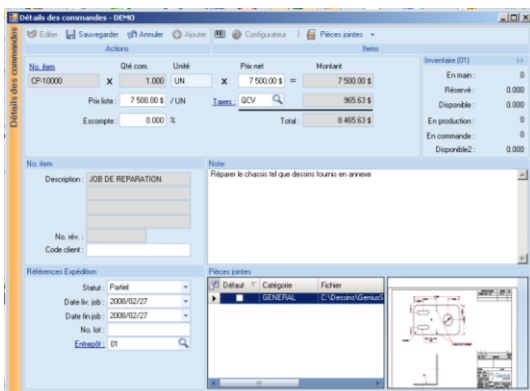 Détails des commandes - DEMO
Détails des commandes
Editer Sauvegarder Annuler Ajouter Configurateur Pièces jointes
Actions Items
No. item Qté com. Unité Prix net Montant
CP-10000 X 1.000 UN X 7 500.00 $ = 7 500.00 $
Prix liste : 7 500.00 $ / UN Taxes : QCV 965.63 $
Escompte : 0.000 % Total : 8 465.63 $
Inventaire (01) >>
En main : 0
Réservé : 0.000
Disponible : 0.000
En production : 0
En commande : 0
Disponible2 : 0.000
No. item
Description : JOB DE REPARATION
No. rév. :
Code client :
Note:
Réparer le chassis tel que dessins fournis en annexe
Références Expédition
Statut : Partiel
Date liv. job : 2008/02/27
Date fin job : 2008/02/27
No. lot :
Entrepôt : 01
Pièces jointes
Défaut Catégorie Fichier
GENERAL C:\Dessins\GeniusS